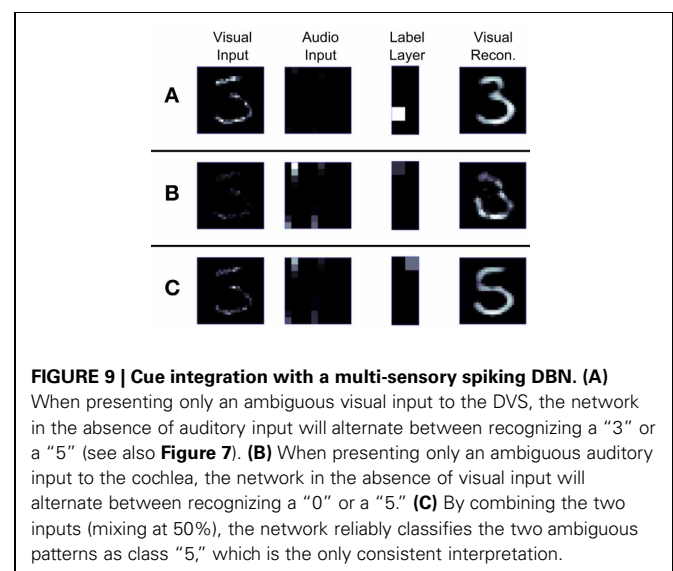 Visual Audio Label Visual
Input Input Layer Recon.
A
B
C
FIGURE 9 | Cue integration with a multi-sensory spiking DBN. (A)
When presenting only an ambiguous visual input to the DVS, the network
in the absence of auditory input will alternate between recognizing a “3” or
a “5” (see also Figure 7). (B) When presenting only an ambiguous auditory
input to the cochlea, the network in the absence of visual input will
alternate between recognizing a “0” or a “5.” (C) By combining the two
inputs (mixing at 50%), the network reliably classifies the two ambiguous
patterns as class “5,” which is the only consistent interpretation.